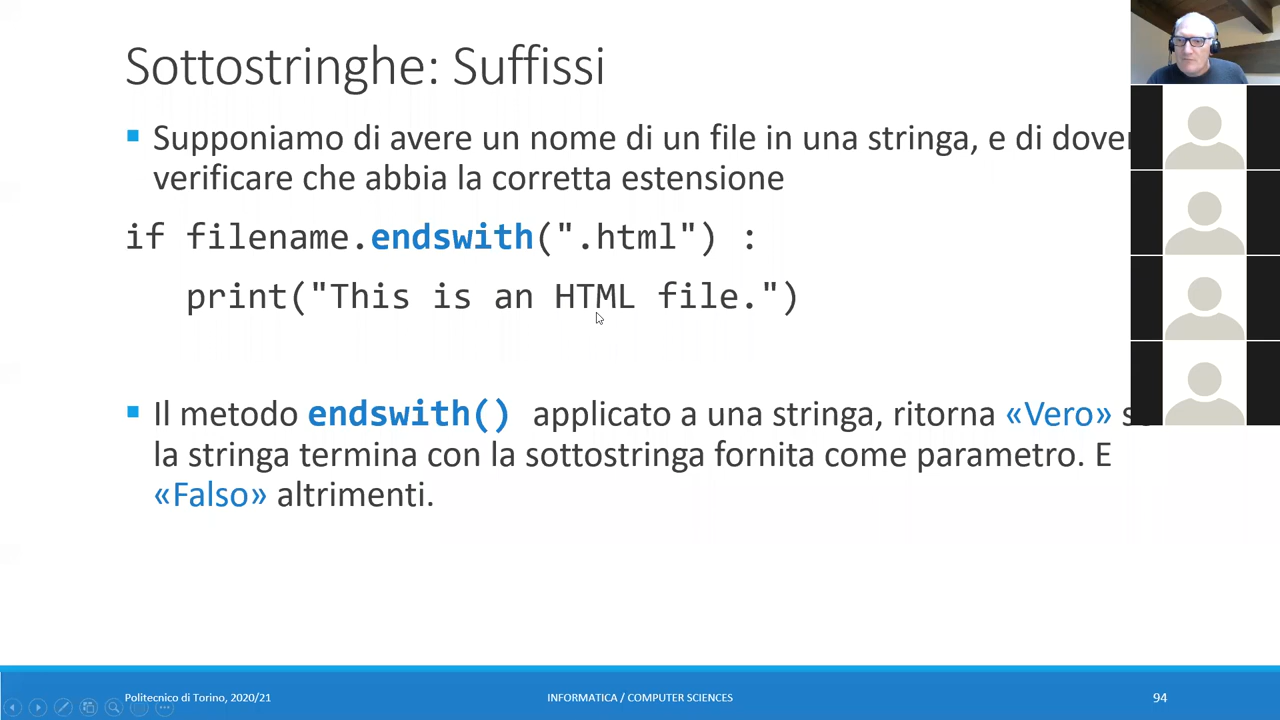 Sottostringhe: Suffissi
Supponiamo di avere un nome di un file in una stringa, e di dover
verificare che abbia la corretta estensione
if filename.endswith(".html") :
print("This is an HTML file.")
Il metodo endswith() applicato a una stringa, ritorna «Vero»
la stringa termina con la sottostringa fornita come parametro. E
«Falso» altrimenti.
Politecnico di Torino, 2020/21
INFORMATICA / COMPUTER SCIENCES
94